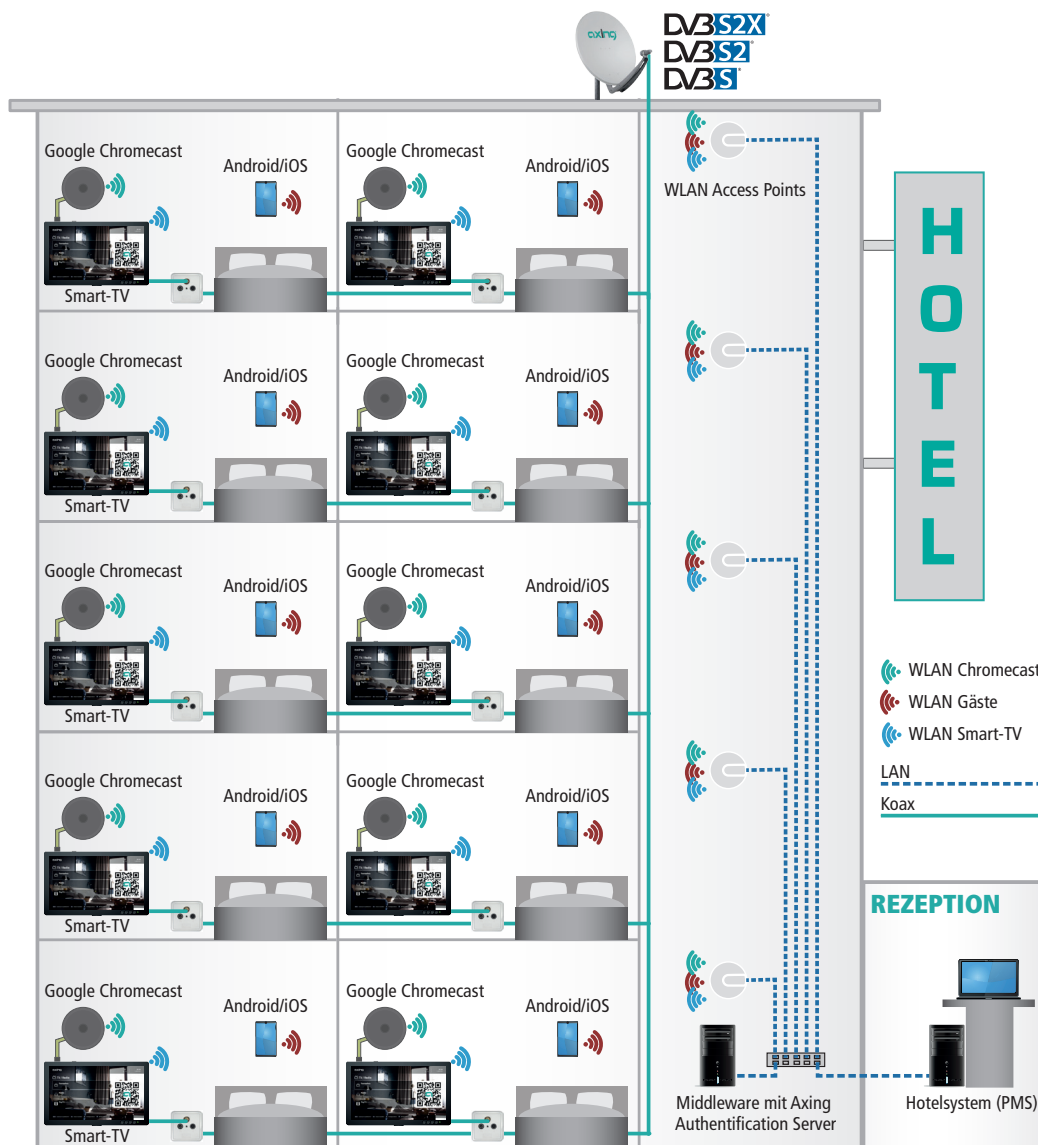 axing
DVB S2X
DVB S2
DVB S
Google Chromecast
Android/iOS
Google Chromecast
Android/iOS
WLAN Access Points
Smart-TV
HOTEL
Google Chromecast
Android/iOS
Google Chromecast
Android/iOS
Smart-TV
Google Chromecast
Android/iOS
Google Chromecast
Android/iOS
Smart-TV
WLAN Chromecast
WLAN Gäste
WLAN Smart-TV
LAN
Koax
Google Chromecast
Android/iOS
Google Chromecast
Android/iOS
Smart-TV
REZEPTION
Google Chromecast
Android/iOS
Google Chromecast
Android/iOS
Smart-TV
Middleware mit Axing
Authentification Server
Hotelsystem (PMS)